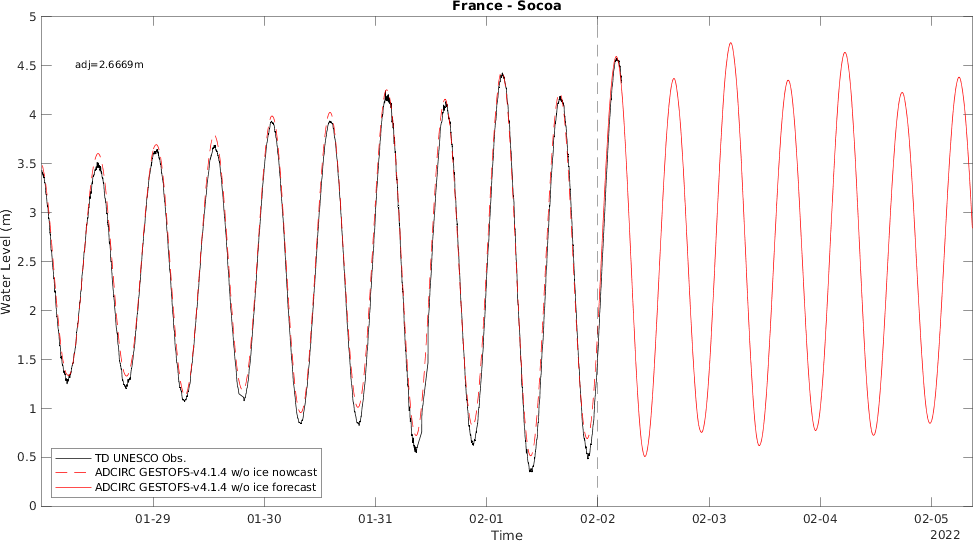 France - Socoa
adj=2.6669m
5
4.5
4
3.5
3
2.5
2
1.5
1
0.5
0
Water Level (m)
TD UNESCO Obs.
ADCIRC GESTOFS-v4.1.4 w/o ice nowcast
ADCIRC GESTOFS-v4.1.4 w/o ice forecast
01-29 01-30 01-31 02-01 02-02 02-03 02-04 02-05
Time
2022